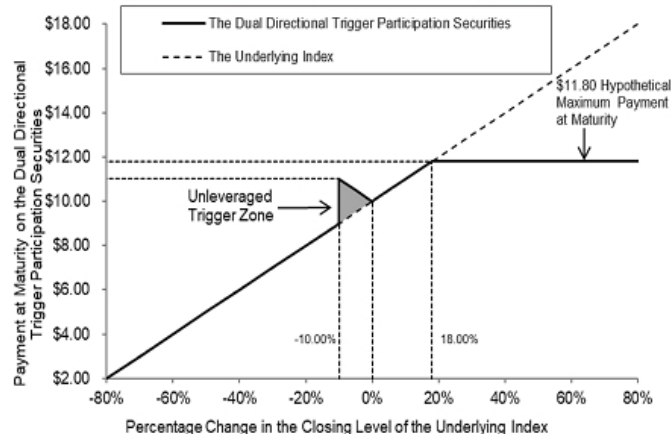 $18.00
$16.00
$14.00
$12.00
$10.00
$8.00
$6.00
$4.00
$2.00
Payment at Maturity on the Dual Directional
Trigger Participation Securities
The Dual Directional Trigger Participation Securities
The Underlying Index
$11.80 Hypothetical
Maximum Payment
at Maturity
Unleveraged
Trigger Zone
-10.00%
18.00%
-80%
-60%
-40%
-20%
0%
20%
40%
60%
80%
Percentage Change in the Closing Level of the Underlying Index